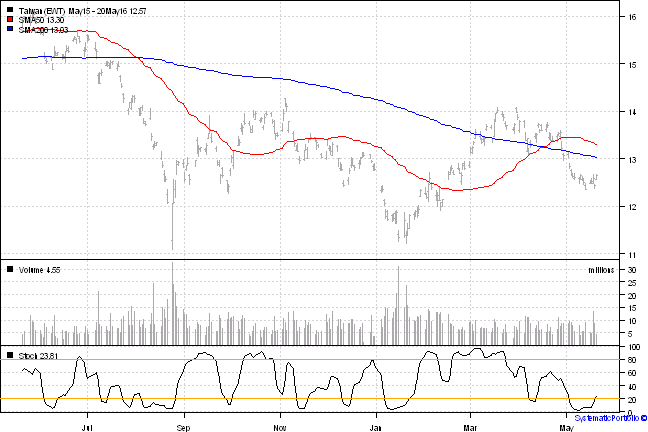 Taiwan (EWT) May15 - 20May16 12.57
SMA50 13.30
SMA200 13.03
16
15
14
13
12
11
Volume 4.55
millions
30
25
20
15
10
5
Stoch 23.81
100
80
60
40
20
0
Jul
Sep
Nov
Jan
Mar
May
SystematicPortfolio ©